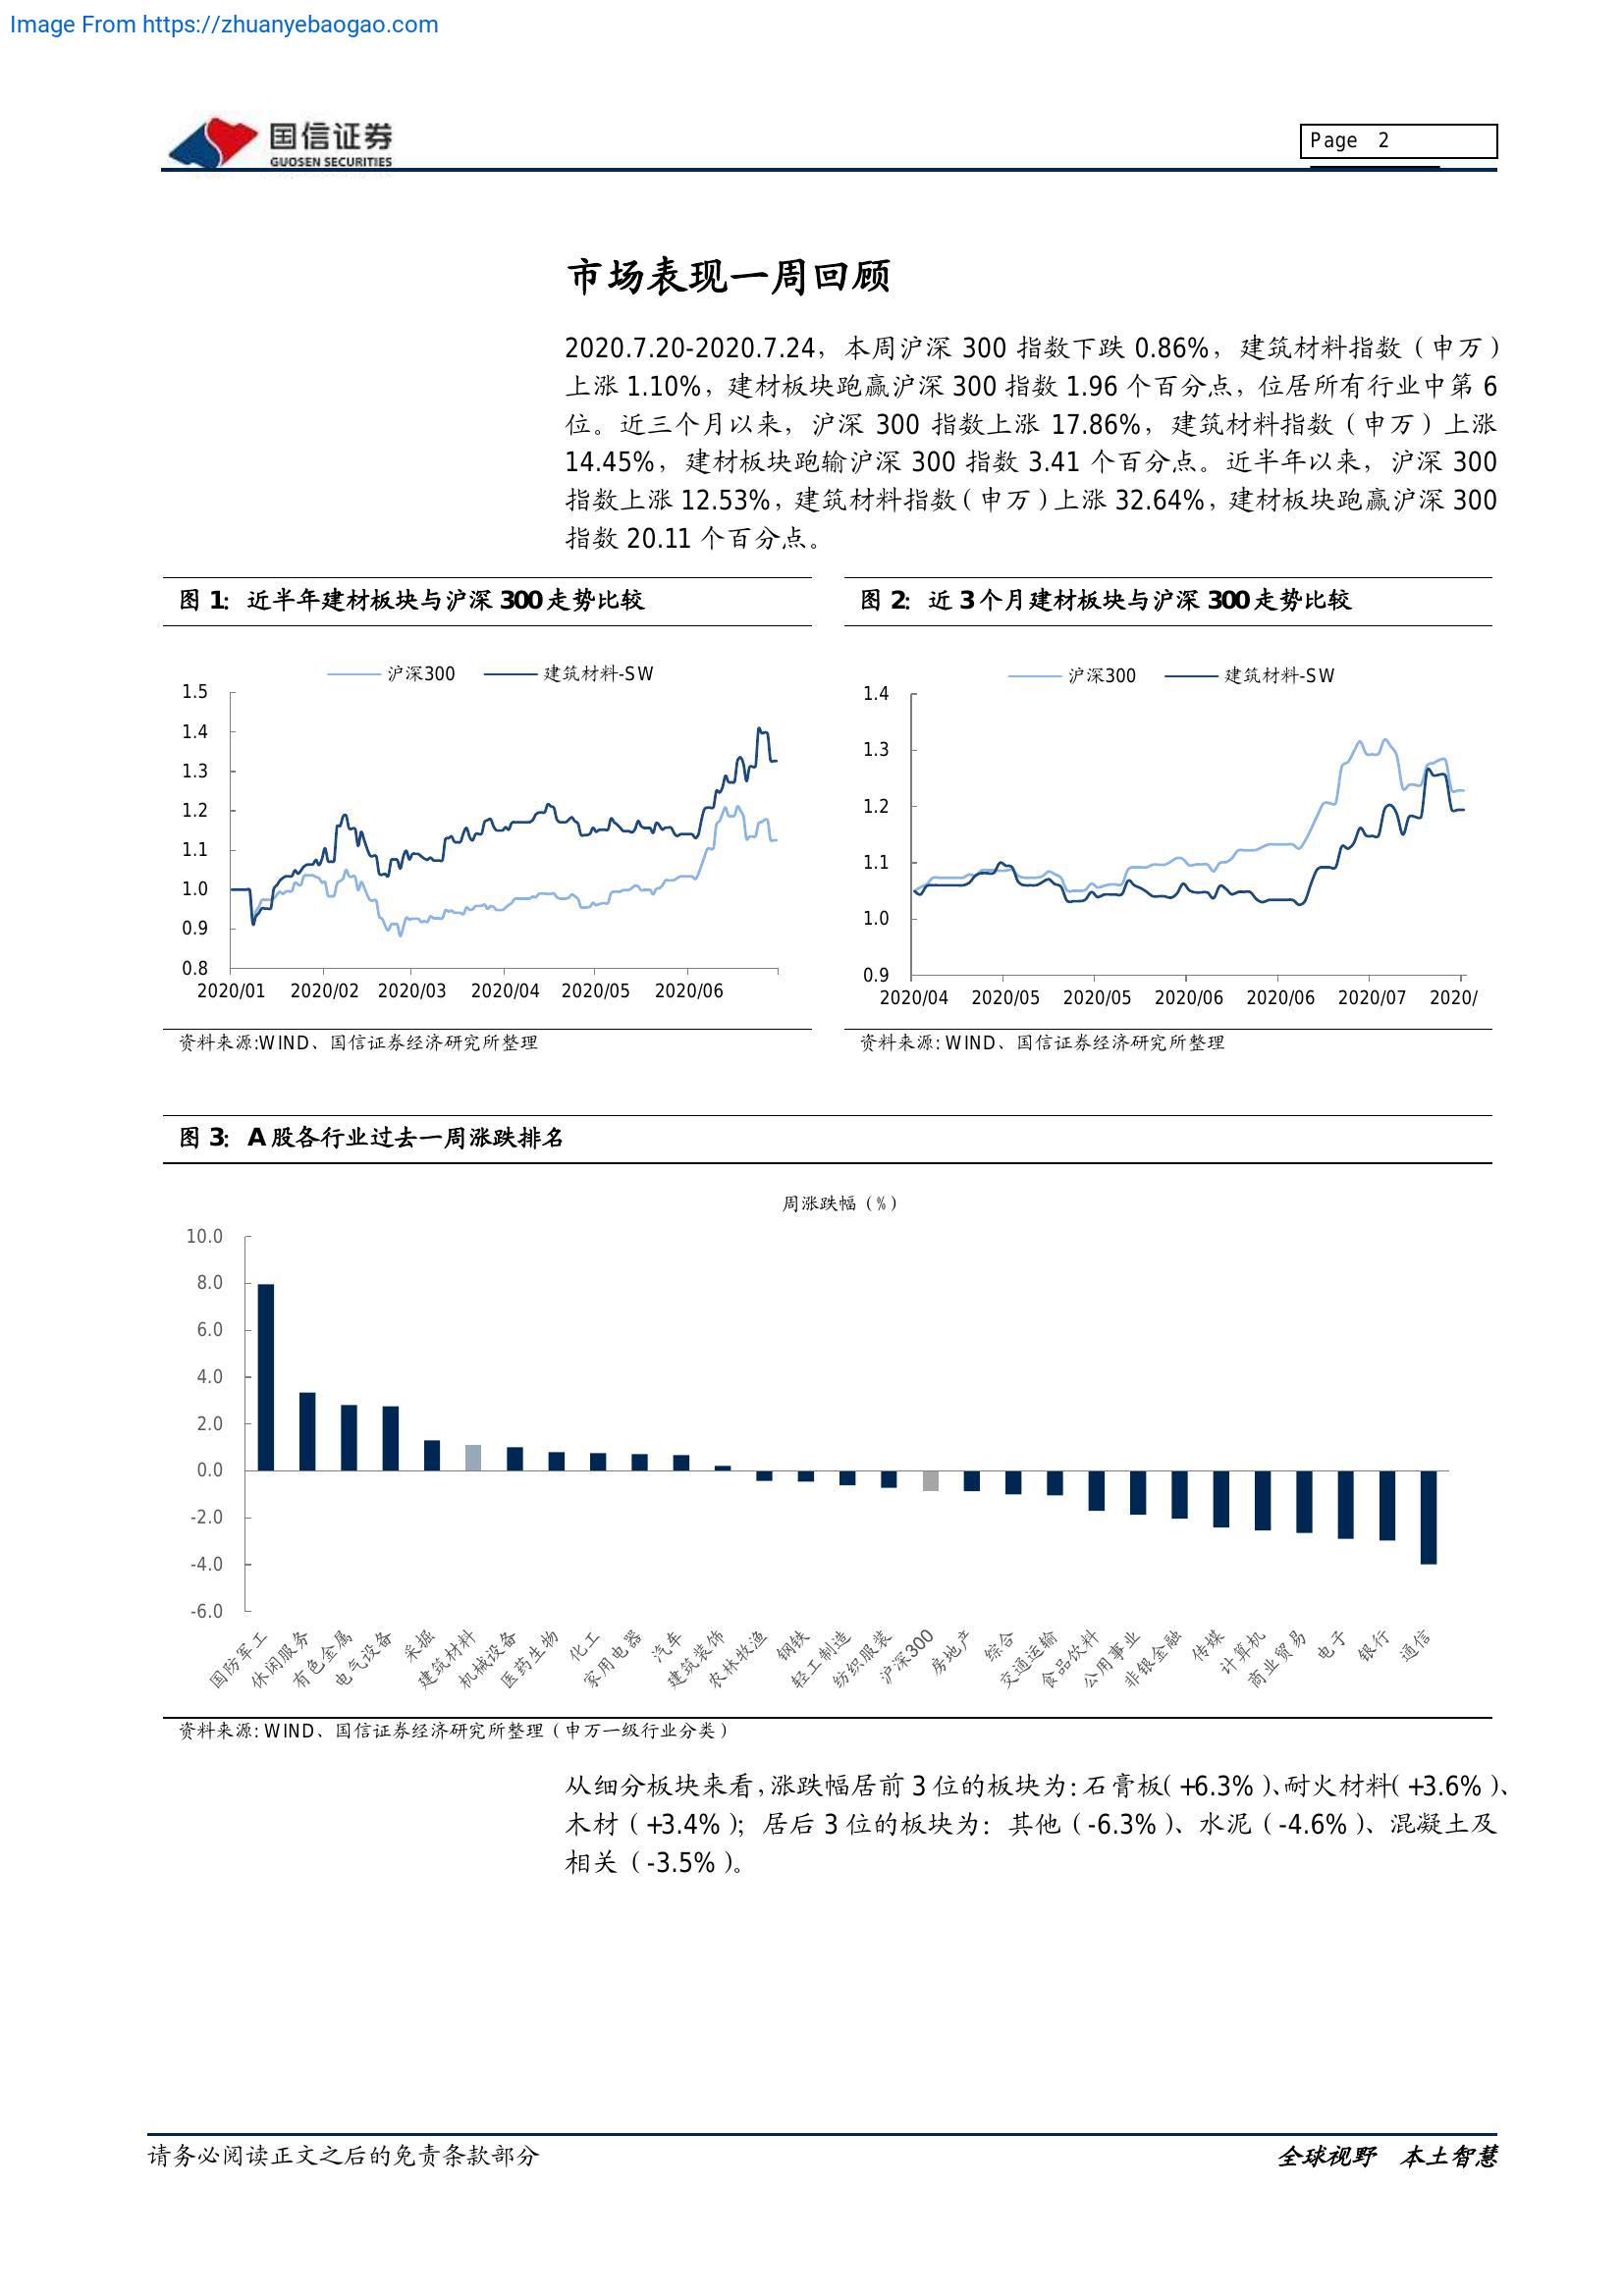 Image From https://zhuanyebaogao.com
国信证券
GUOSEN SECURITIES
Page 2
市场表现一周回顾
2020.7.20-2020.7.24，本周沪深 300 指数下跌 0.86%，建筑材料指数（申万）
上涨 1.10%，建材板块跑赢沪深 300 指数 1.96 个百分点，位居所有行业中第 6
位。近三个月以来，沪深 300 指数上涨 17.86%，建筑材料指数（申万）上涨
14.45%，建材板块跑输沪深 300 指数 3.41 个百分点。近半年以来，沪深 300
指数上涨 12.53%，建筑材料指数（申万）上涨 32.64%，建材板块跑赢沪深 300
指数 20.11 个百分点。
图 1：近半年建材板块与沪深 300 走势比较
沪深300 建筑材料-SW
1.5
1.4
1.3
1.2
1.1
1.0
0.9
0.8
2020/01 2020/02 2020/03 2020/04 2020/05 2020/06
资料来源:WIND、国信证券经济研究所整理
图 2：近 3 个月建材板块与沪深 300 走势比较
沪深300 建筑材料-SW
1.4
1.3
1.2
1.1
1.0
0.9
2020/04 2020/05 2020/05 2020/06 2020/06 2020/07 2020/
资料来源: WIND、国信证券经济研究所整理
图 3：A 股各行业过去一周涨跌排名
周涨跌幅（%）
10.0
8.0
6.0
4.0
2.0
0.0
-2.0
-4.0
-6.0
国防军工 休闲服务 有色金属 电气设备 采掘 建筑材料 机械设备 医药生物 化工 家用电器 汽车 建筑装饰 农林牧渔 钢铁 轻工制造 纺织服装 沪深300 房地产 综合 交通运输 食品饮料 公用事业 非银金融 传媒 计算机 商业贸易 电子 银行 通信
资料来源: WIND、国信证券经济研究所整理（申万一级行业分类）
从细分板块来看，涨跌幅居前 3 位的板块为：石膏板（+6.3%）、耐火材料（+3.6%）、
木材（+3.4%）；居后 3 位的板块为：其他（-6.3%）、水泥（-4.6%）、混凝土及
相关（-3.5%）。
请务必阅读正文之后的免责条款部分
全球视野 本土智慧